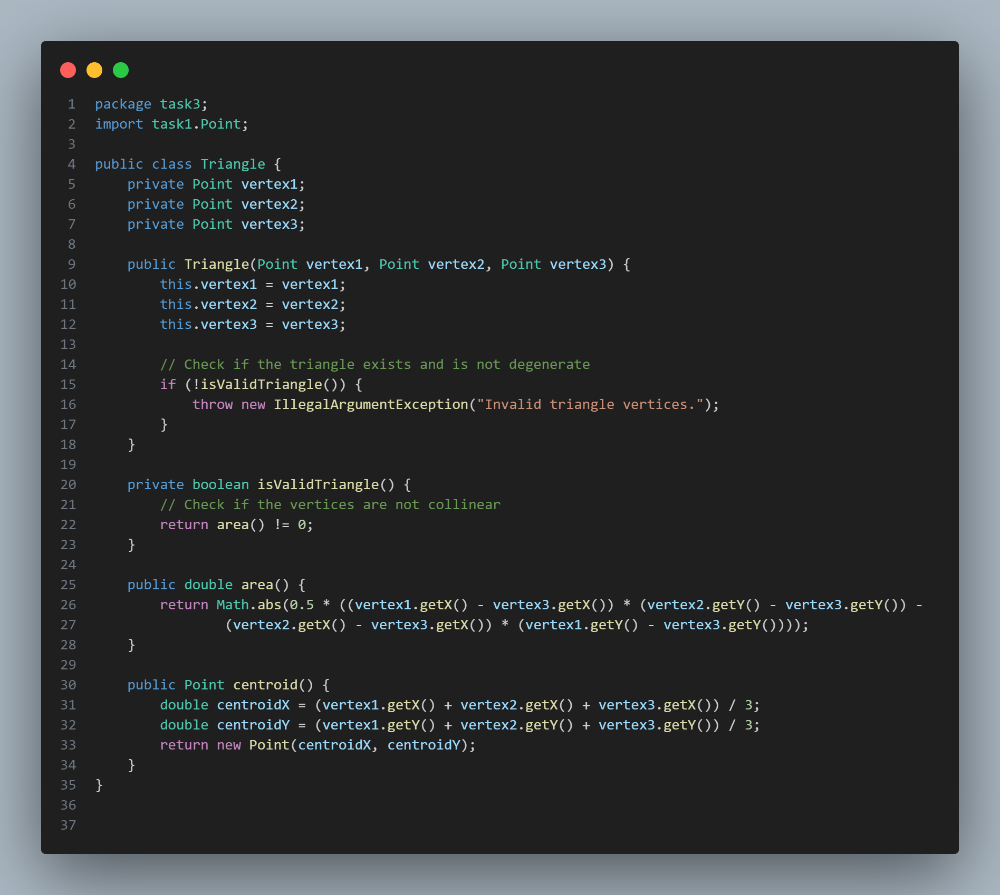 1 package task3;
2 import task1.Point;
3
4 public class Triangle {
5     private Point vertex1;
6     private Point vertex2;
7     private Point vertex3;
8
9     public Triangle(Point vertex1, Point vertex2, Point vertex3) {
10         this.vertex1 = vertex1;
11         this.vertex2 = vertex2;
12         this.vertex3 = vertex3;
13
14         // Check if the triangle exists and is not degenerate
15         if (!isValidTriangle()) {
16             throw new IllegalArgumentException("Invalid triangle vertices.");
17         }
18     }
19
20     private boolean isValidTriangle() {
21         // Check if the vertices are not collinear
22         return area() != 0;
23     }
24
25     public double area() {
26         return Math.abs(0.5 * ((vertex1.getX() - vertex3.getX()) * (vertex2.getY() - vertex3.getY()) -
27                 (vertex2.getX() - vertex3.getX()) * (vertex1.getY() - vertex3.getY())));
28     }
29
30     public Point centroid() {
31         double centroidX = (vertex1.getX() + vertex2.getX() + vertex3.getX()) / 3;
32         double centroidY = (vertex1.getY() + vertex2.getY() + vertex3.getY()) / 3;
33         return new Point(centroidX, centroidY);
34     }
35 }
36
37